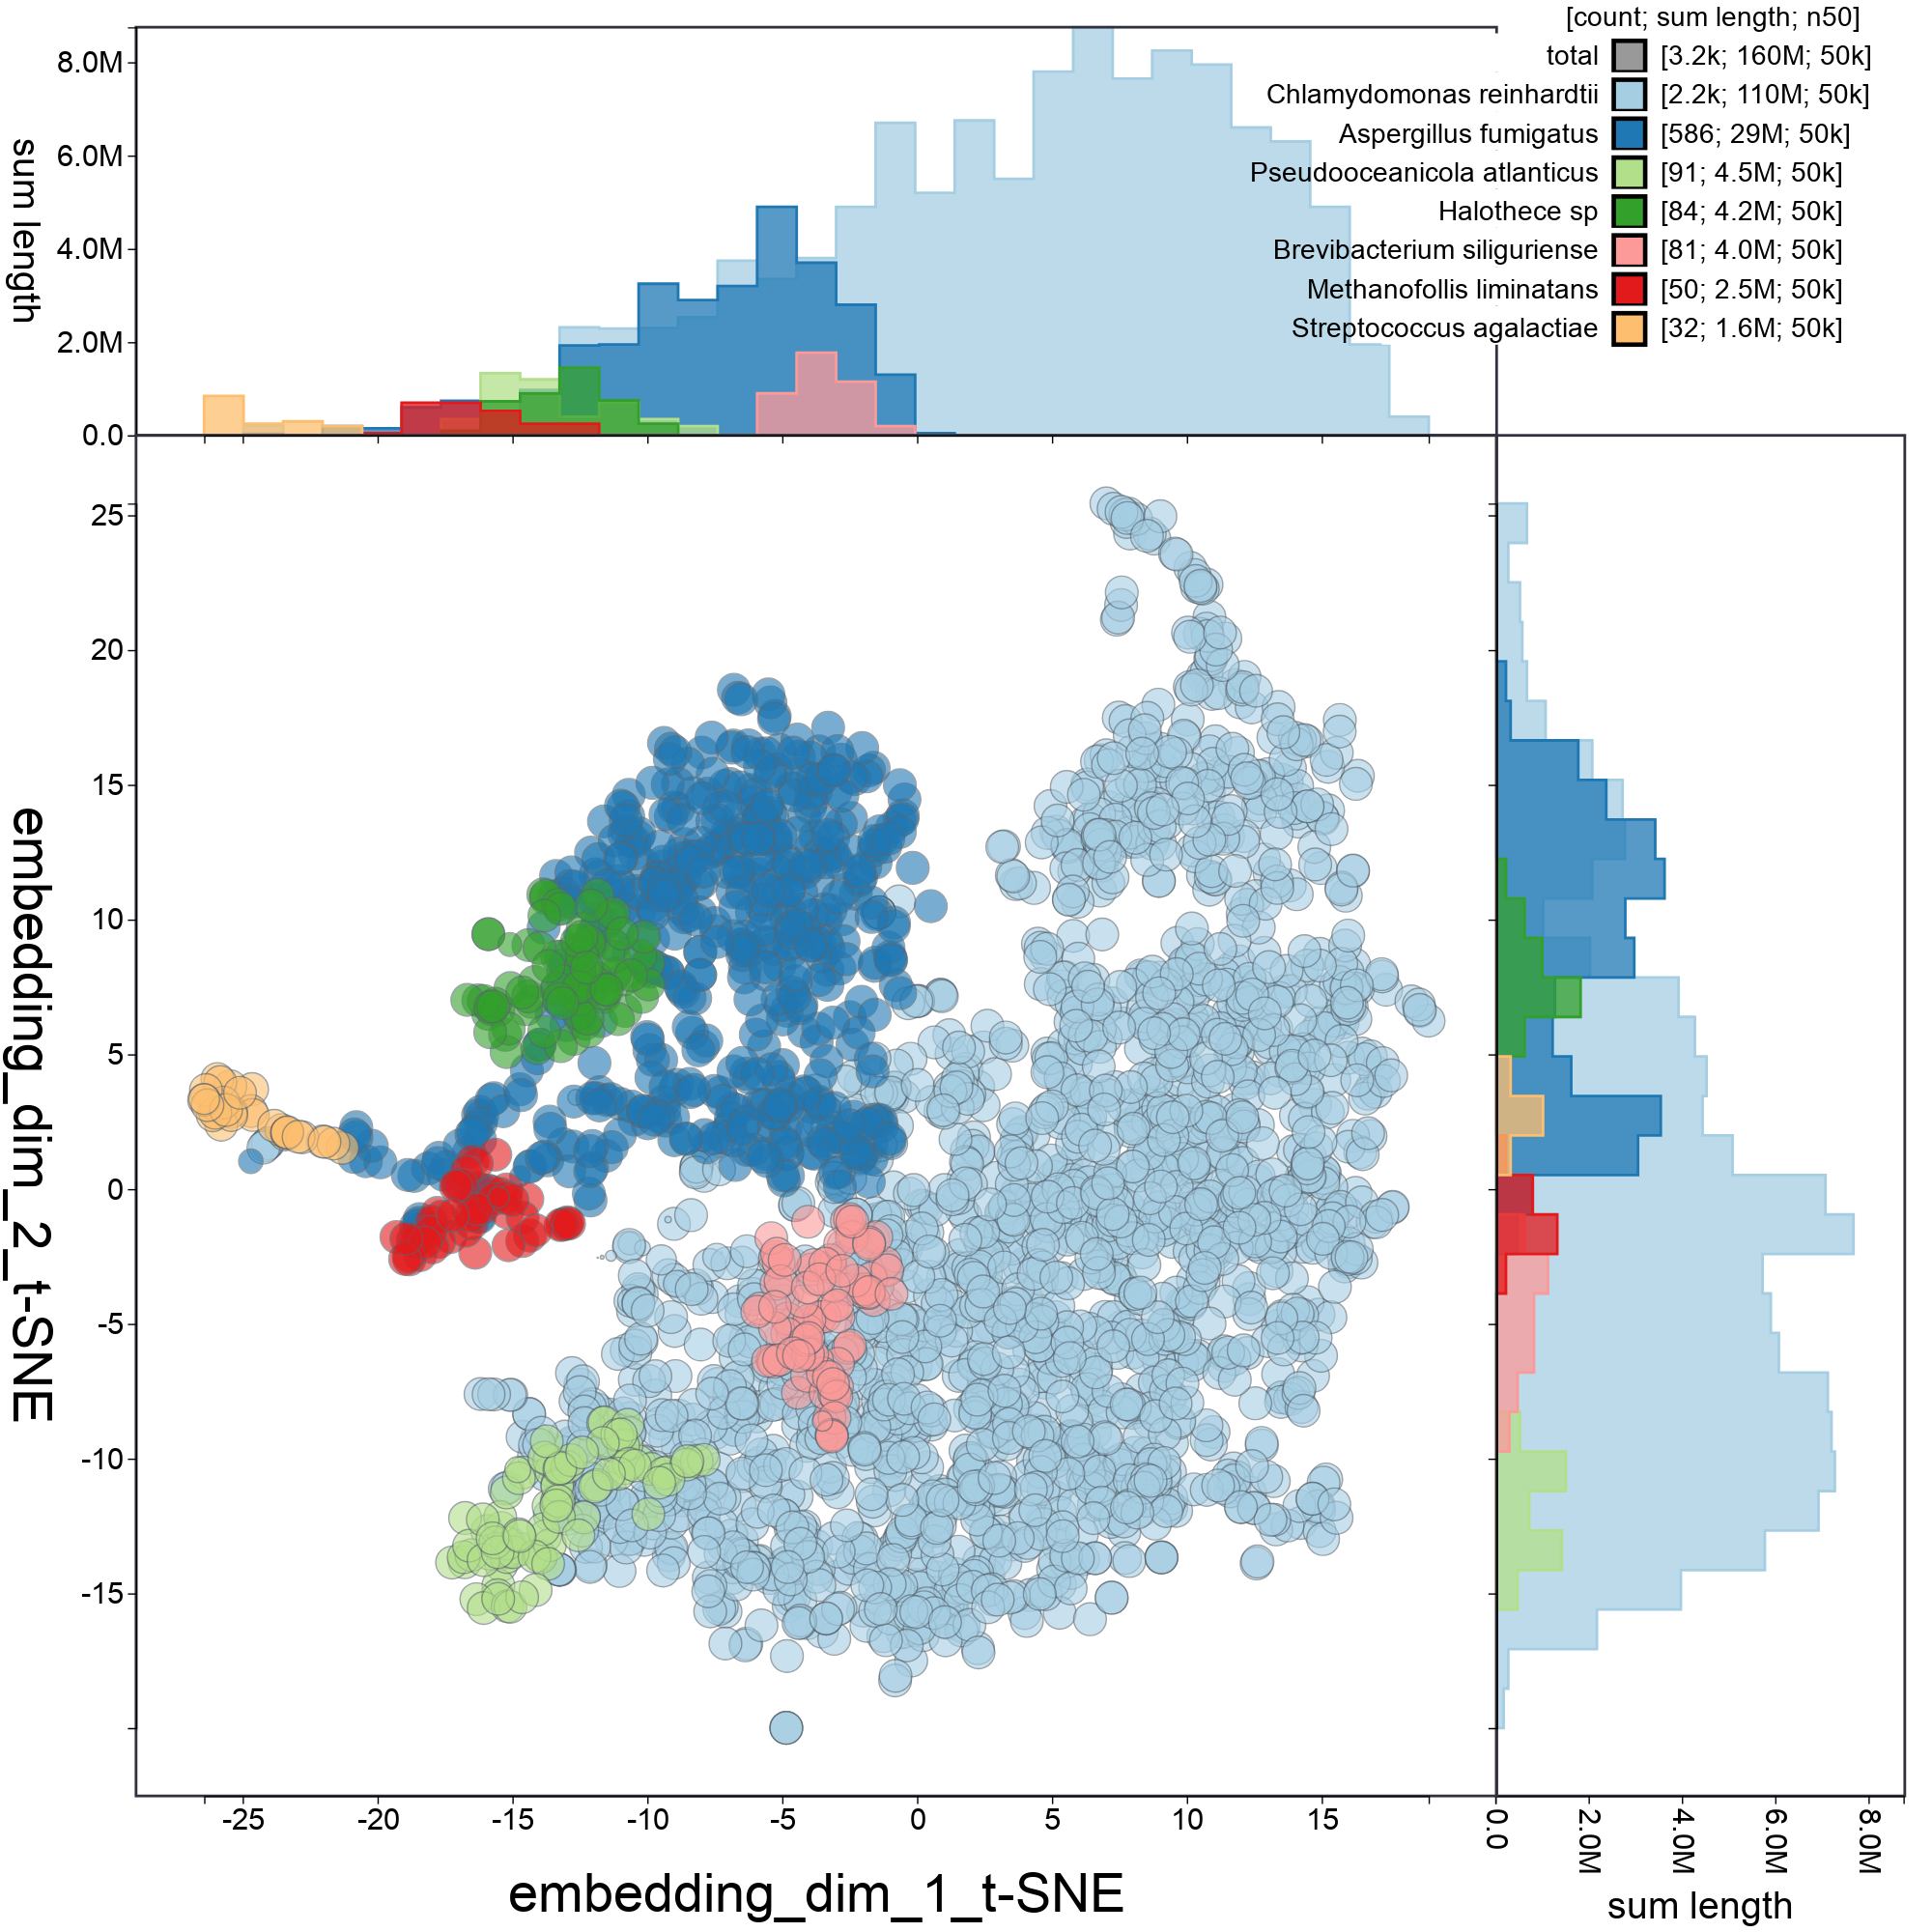 [count; sum length; n50]
total [3.2k; 160M; 50k]
Chlamydomonas reinhardtii [2.2k; 110M; 50k]
Aspergillus fumigatus [586; 29M; 50k]
Pseudooceanicola atlanticus [91; 4.5M; 50k]
Halothece sp [84; 4.2M; 50k]
Brevibacterium siliguriense [81; 4.0M; 50k]
Methanofollis liminatans [50; 2.5M; 50k]
Streptococcus agalactiae [32; 1.6M; 50k]
sum length
8.0M
6.0M
4.0M
2.0M
0.0
embedding_dim_2_t-SNE
25
20
15
10
5
0
-5
-10
-15
-25 -20 -15 -10 -5 0 5 10 15
embedding_dim_1_t-SNE
0.0 2.0M 4.0M 6.0M 8.0M
sum length